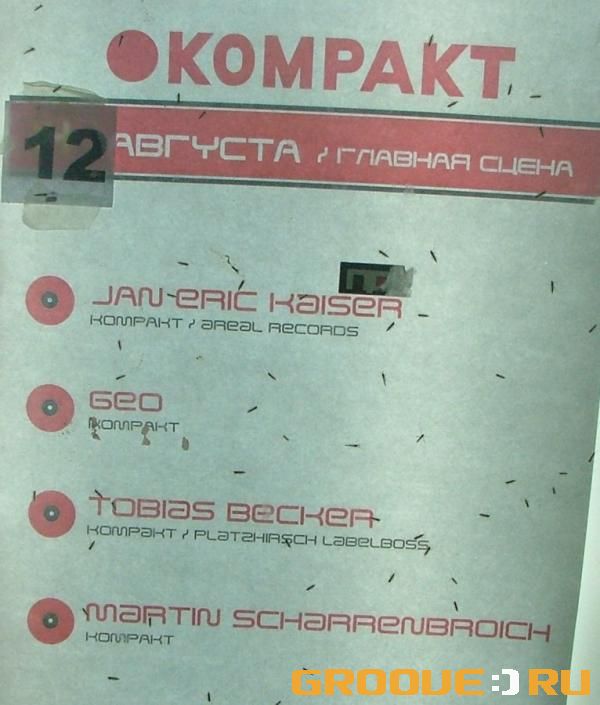 KOMPAKT
12 АВГУСТА / ГЛАВНАЯ СЦЕНА
JAN-ERIC KAISER
KOMPAKT / AREAL RECORDS
GEO
KOMPAKT
TOBIAS BECKER
KOMPAKT / PLATZHIRSCH LABELBOSS
MARTIN SCHARRENBROICH
KOMPAKT
GROOVE:RU